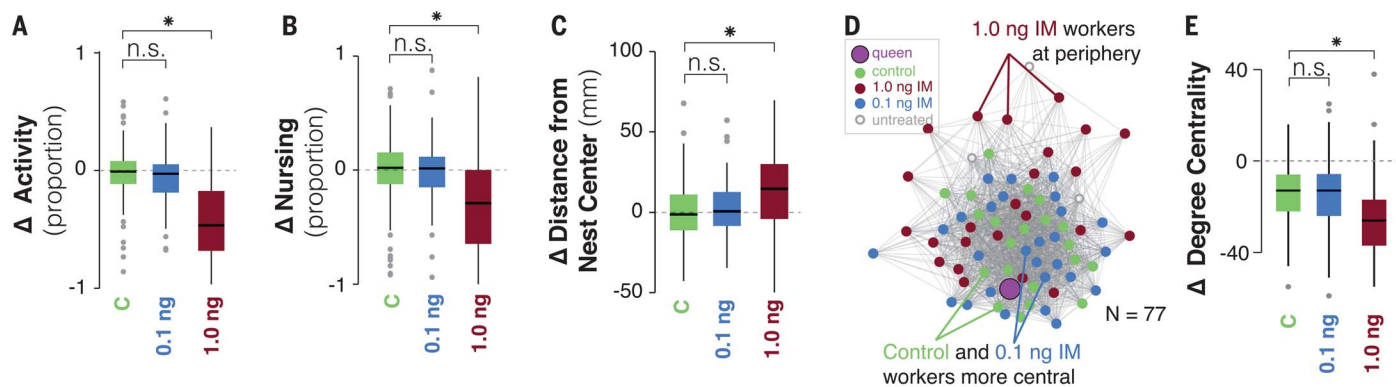 A
Δ Activity
(proportion)
1
0
-1
n.s.
*
C
0.1 ng
1.0 ng
B
Δ Nursing
(proportion)
1
0
-1
n.s.
*
C
0.1 ng
1.0 ng
C
Δ Distance from
Nest Center (mm)
100
50
0
-50
n.s.
*
C
0.1 ng
1.0 ng
D
1.0 ng IM workers
at periphery
queen
control
1.0 ng IM
0.1 ng IM
untreated
N = 77
Control and 0.1 ng IM
workers more central
E
Δ Degree Centrality
40
0
-40
n.s.
*
C
0.1 ng
1.0 ng